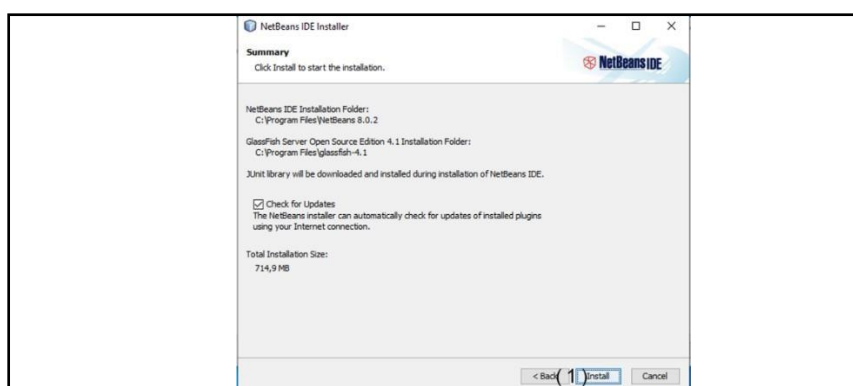 NetBeans IDE Installer
Summary
Click Install to start the installation.
NetBeans IDE
NetBeans IDE Installation Folder:
C:\Program Files\NetBeans 8.0.2
GlassFish Server Open Source Edition 4.1 Installation Folder:
C:\Program Files\glassfish-4.1
JUnit library will be downloaded and installed during installation of NetBeans IDE.
Check for Updates
The NetBeans installer can automatically check for updates of installed plugins
using your Internet connection.
Total Installation Size:
714,9 MB
< Back (1) Install Cancel